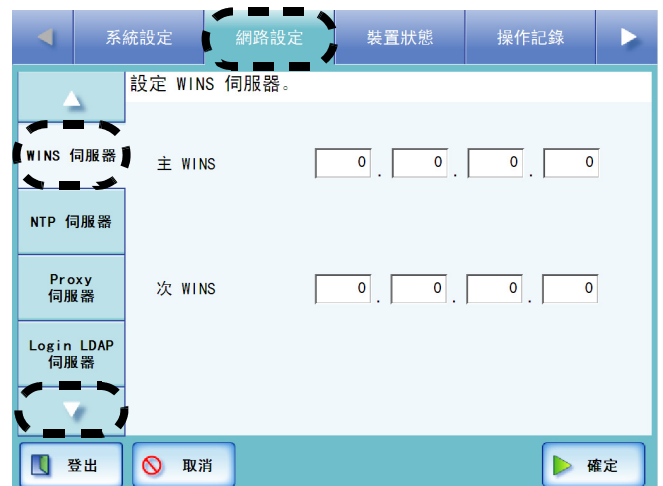 系統設定 網路設定 裝置狀態 操作記錄
設定 WINS 伺服器。
WINS 伺服器
NTP 伺服器
Proxy
伺服器
Login LDAP
伺服器
主 WINS 0 . 0 . 0 . 0
次 WINS 0 . 0 . 0 . 0
登出 取消 確定